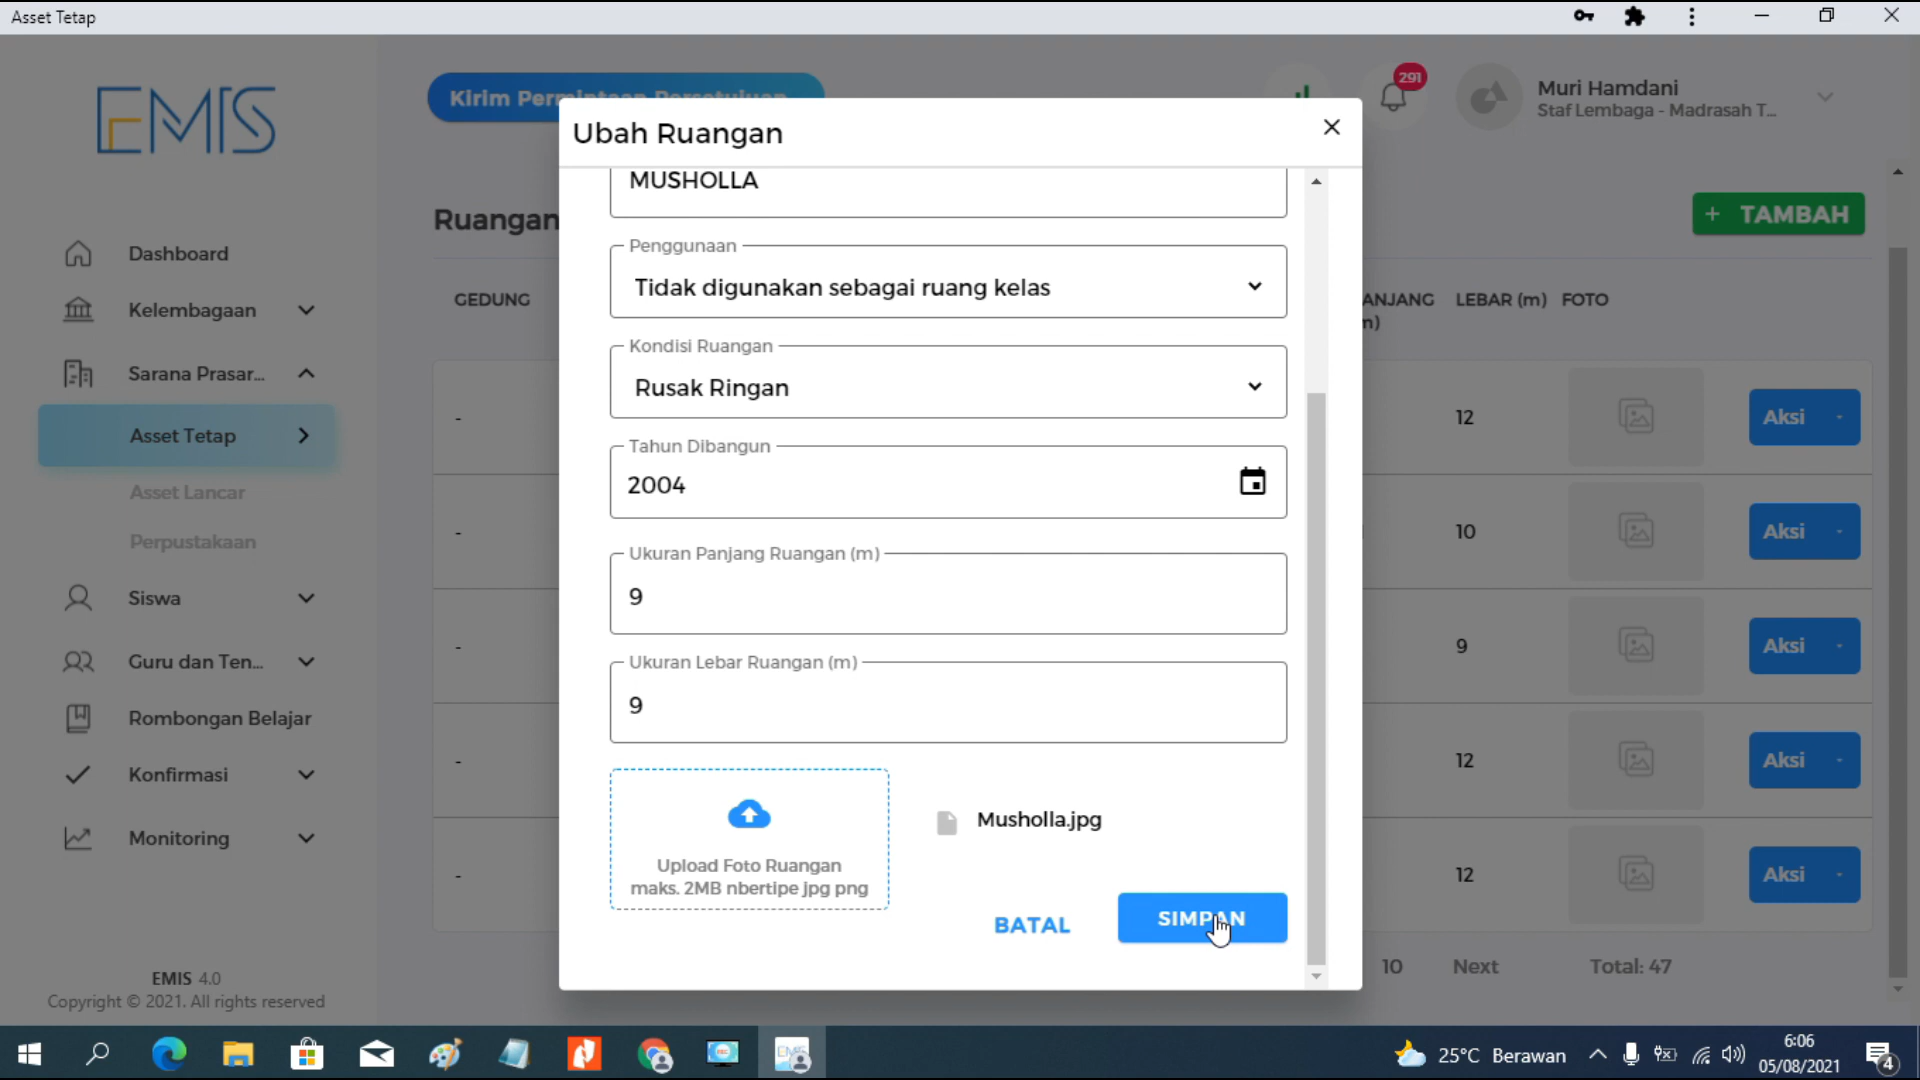 Asset Tetap
EMIS
Kirim Permintaan Persetujuan
291
Muri Hamdani
Staf Lembaga - Madrasah T...
Dashboard
Kelembagaan
Sarana Prasar...
Asset Tetap
Asset Lancar
Perpustakaan
Siswa
Guru dan Ten...
Rombongan Belajar
Konfirmasi
Monitoring
EMIS 4.0
Copyright © 2021. All rights reserved
Ruangan
+ TAMBAH
GEDUNG
ANJANG
m)
LEBAR (m)
FOTO
-
12
Aksi
-
10
Aksi
-
9
Aksi
-
12
Aksi
-
12
Aksi
10
Next
Total: 47
Ubah Ruangan
MUSHOLLA
Penggunaan
Tidak digunakan sebagai ruang kelas
Kondisi Ruangan
Rusak Ringan
Tahun Dibangun
2004
Ukuran Panjang Ruangan (m)
9
Ukuran Lebar Ruangan (m)
9
Upload Foto Ruangan
maks. 2MB nbertipe jpg png
Musholla.jpg
BATAL
SIMPAN
25°C Berawan
6:06
05/08/2021
4